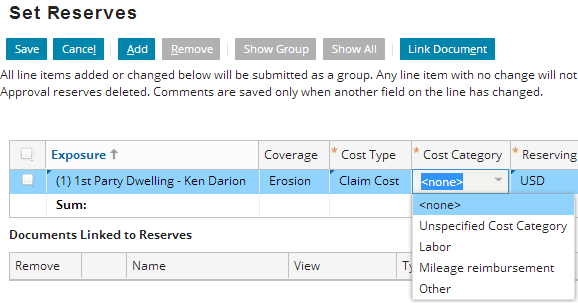 Set Reserves
Save Cancel Add Remove Show Group Show All Link Document
All line items added or changed below will be submitted as a group. Any line item with no change will not
Approval reserves deleted. Comments are saved only when another field on the line has changed.
Exposure ↑ Coverage * Cost Type * Cost Category * Reserving
(1) 1st Party Dwelling - Ken Darion Erosion Claim Cost <none> USD
Sum: <none>
Unspecified Cost Category
Documents Linked to Reserves Labor
Remove Name View Ty Mileage reimbursement
Other